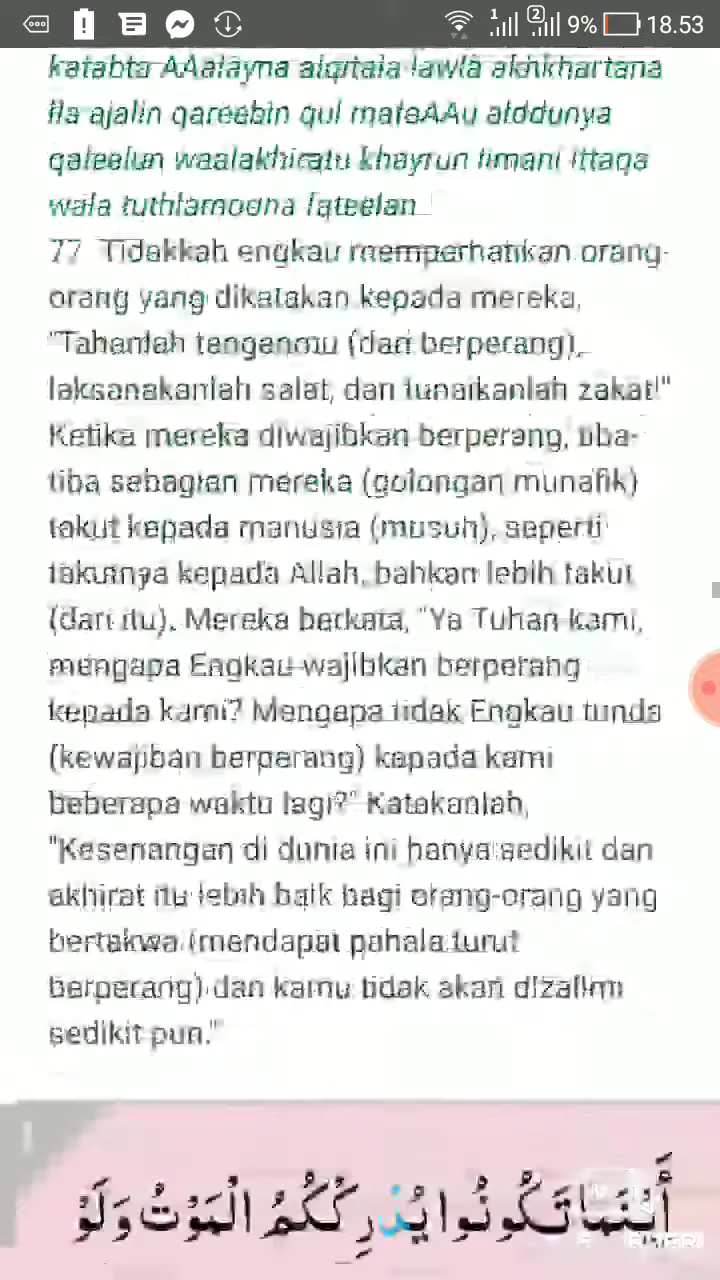 9% 18.53
katabta AAalayna alqitala lawla akhkhartana
ila ajalin qareebin qul mataAAu alddunya
qaleelun waalakhiratu khayrun limani ittaqa
wala tuthlamoona fateelan
77 Tidakkah engkau memperhatikan orang-
orang yang dikatakan kepada mereka,
"Tahanlah tanganmu (dari berperang),
laksanakanlah salat, dan tunaikanlah zakat!"
Ketika mereka diwajibkan berperang, tiba-
tiba sebagian mereka (golongan munafik)
takut kepada manusia (musuh), seperti
takutnya kepada Allah, bahkan lebih takut
(dari itu). Mereka berkata, "Ya Tuhan kami,
mengapa Engkau wajibkan berperang
kepada kami? Mengapa tidak Engkau tunda
(kewajiban berperang) kepada kami
beberapa waktu lagi?" Katakanlah,
"Kesenangan di dunia ini hanya sedikit dan
akhirat itu lebih baik bagi orang-orang yang
bertakwa (mendapat pahala turut
berperang) dan kamu tidak akan dizalimi
sedikit pun."
أَيْنَمَا تَكُونُوا يُدْرِكْكُمُ الْمَوْتُ وَلَوْ